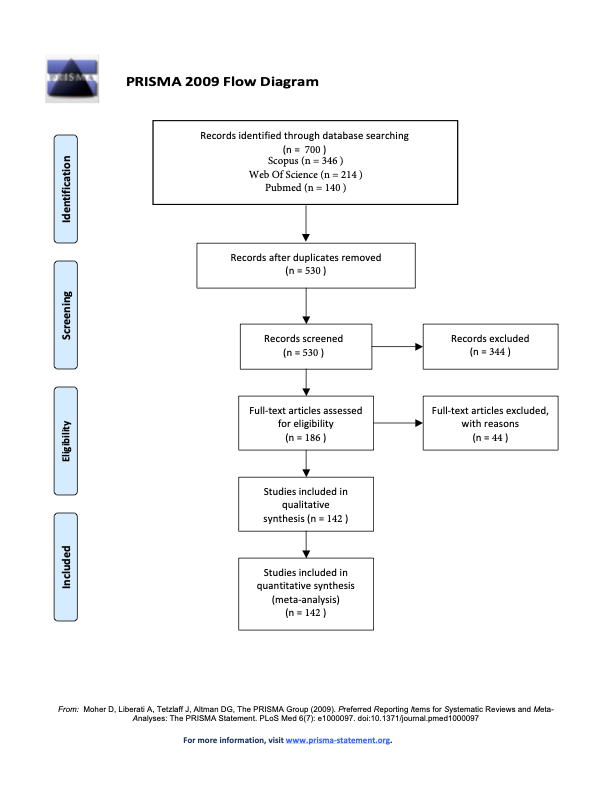 PRISMA
PRISMA 2009 Flow Diagram
Identification
Records identified through database searching
(n = 700 )
Scopus (n = 346 )
Web Of Science (n = 214 )
Pubmed (n = 140 )
Records after duplicates removed
(n = 530 )
Screening
Records screened
(n = 530 )
Records excluded
(n = 344 )
Eligibility
Full-text articles assessed
for eligibility
(n = 186 )
Full-text articles excluded,
with reasons
(n = 44 )
Studies included in
qualitative
synthesis (n = 142 )
Included
Studies included in
quantitative synthesis
(meta-analysis)
(n = 142 )
From: Moher D, Liberati A, Tetzlaff J, Altman DG, The PRISMA Group (2009). Preferred Reporting Items for Systematic Reviews and Meta-
Analyses: The PRISMA Statement. PLoS Med 6(7): e1000097. doi:10.1371/journal.pmed1000097
For more information, visit www.prisma-statement.org.